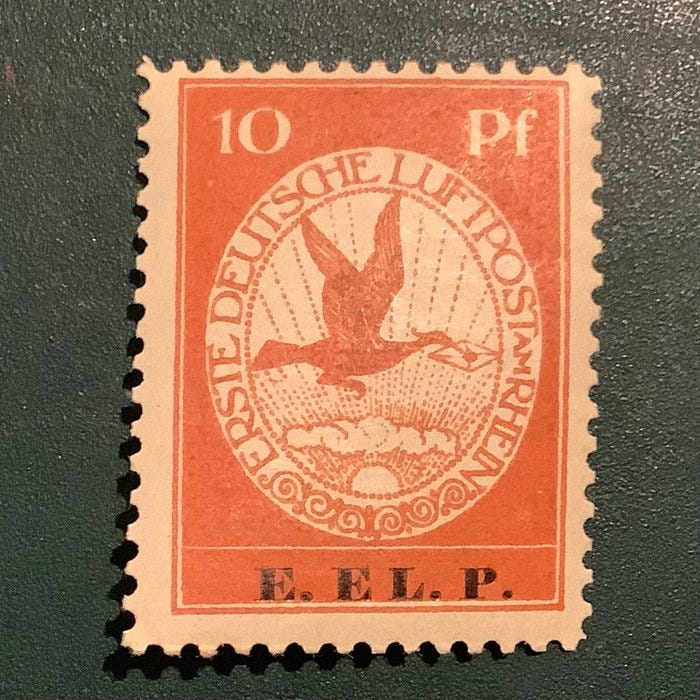 10 Pf
ERSTE DEUTSCHE LUFTPOST AM RHEIN
E. EL. P.